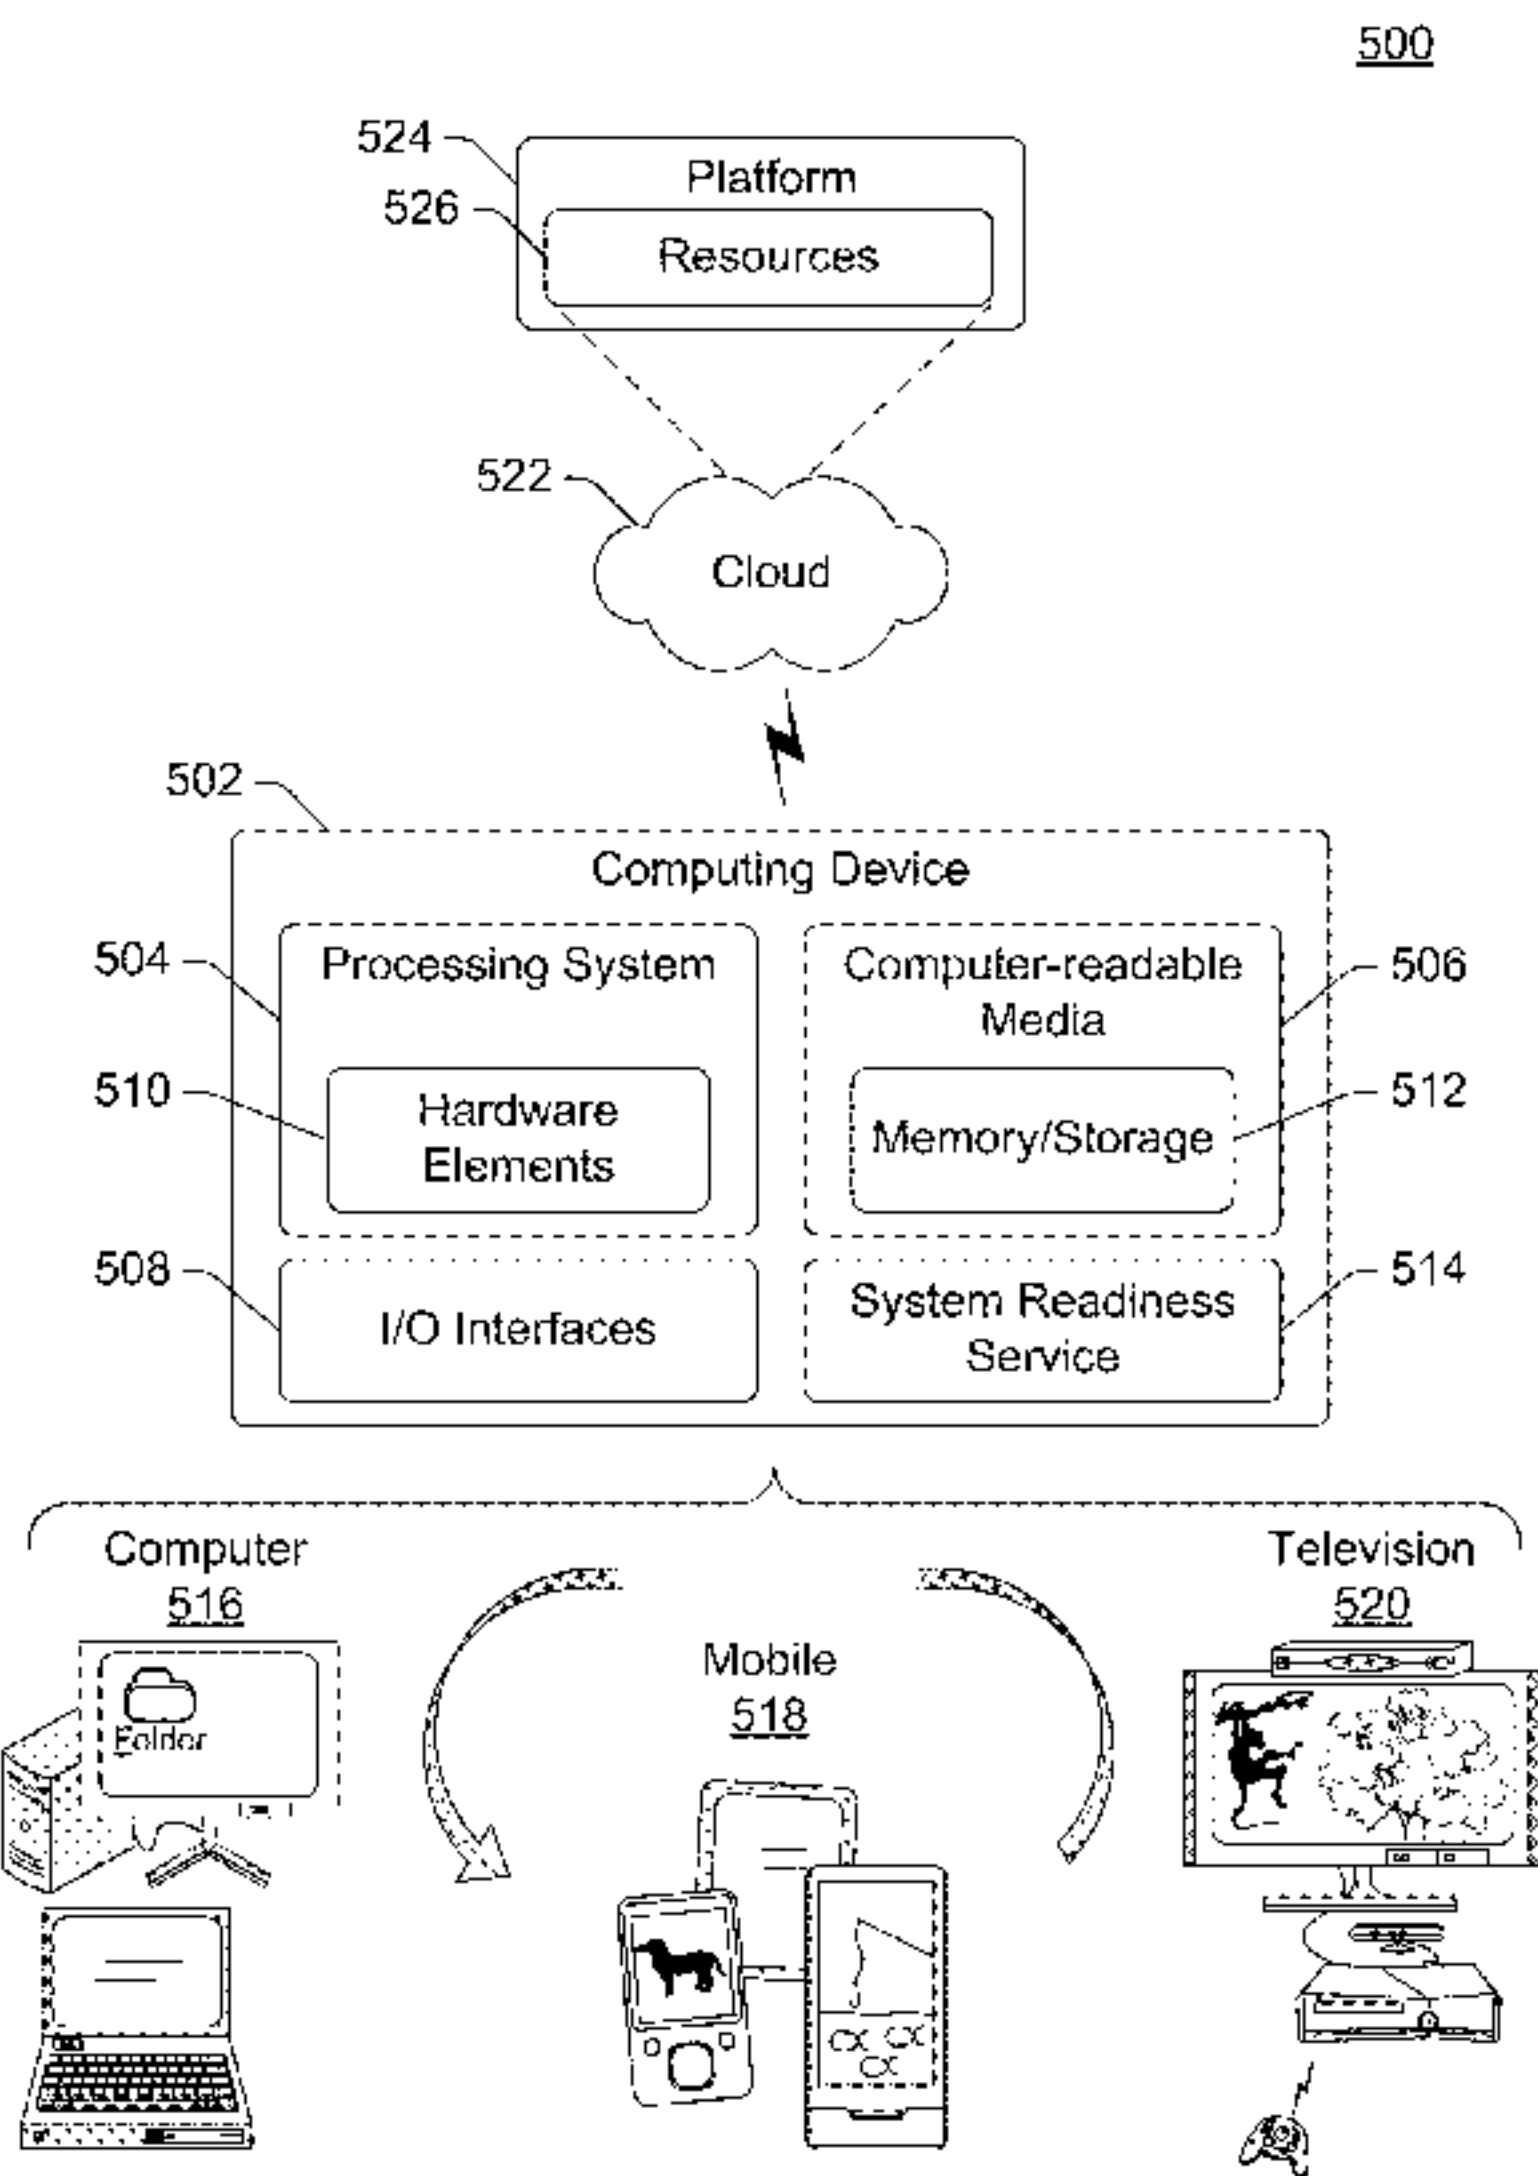 500
524
Platform
526
Resources
522
Cloud
502
Computing Device
504
Processing System
Computer-readable
Media
506
510
Hardware
Elements
Memory/Storage
512
508
I/O Interfaces
System Readiness
Service
514
Computer
516
Mobile
518
Television
520
Folder